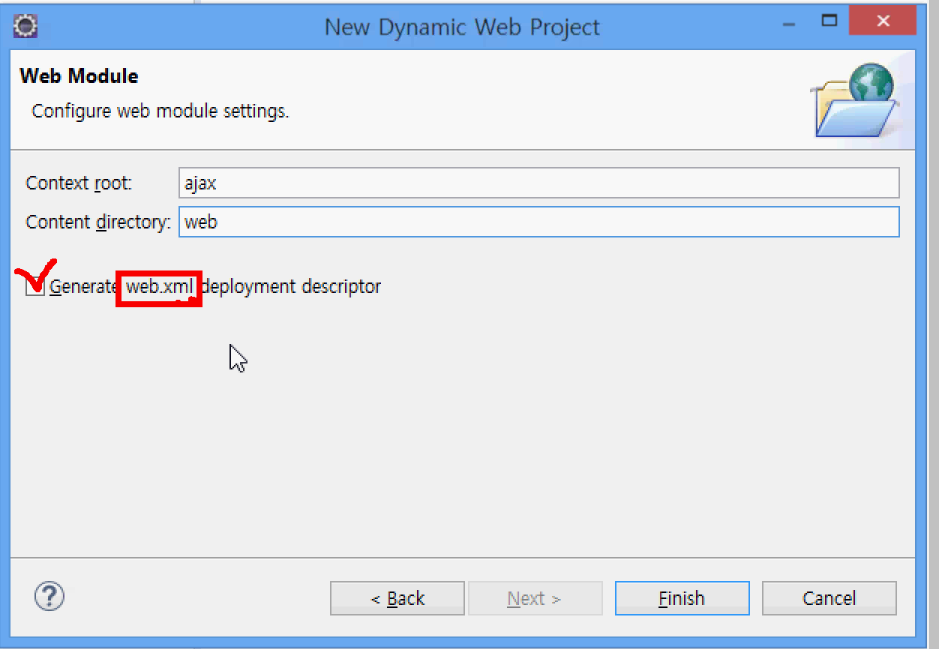 New Dynamic Web Project
Web Module
Configure web module settings.
Context root: ajax
Content directory: web
Generate web.xml deployment descriptor
?
< Back Next > Finish Cancel